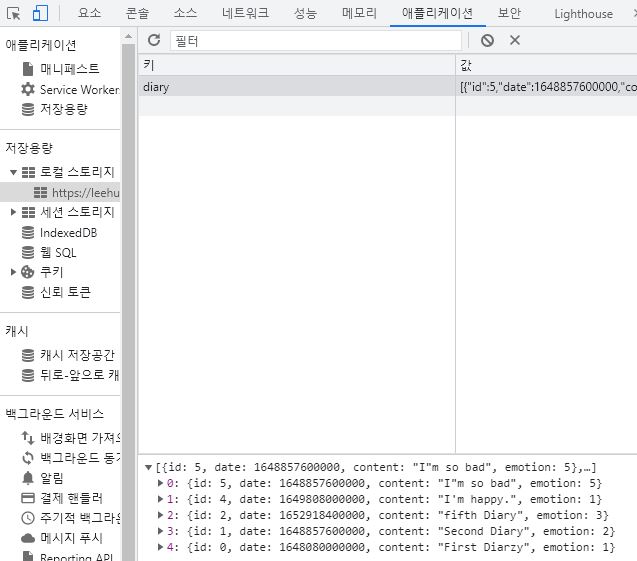 요소 콘솔 소스 네트워크 성능 메모리 애플리케이션 보안 Lighthouse
애플리케이션
매니페스트
Service Workers
저장용량
저장용량
로컬 스토리지
https://leehu
세션 스토리지
IndexedDB
웹 SQL
쿠키
신뢰 토큰
캐시
캐시 저장공간
뒤로-앞으로 캐
백그라운드 서비스
배경화면 가져오
백그라운드 동기
알림
결제 핸들러
주기적 백그라운
메시지 푸시
Reporting API
필터
키 값
diary [{"id":5,"date":1648857600000,"co
[{id: 5, date: 1648857600000, content: "I"m so bad", emotion: 5},…]
0: {id: 5, date: 1648857600000, content: "I"m so bad", emotion: 5}
1: {id: 4, date: 1649808000000, content: "I'm happy.", emotion: 1}
2: {id: 2, date: 1652918400000, content: "fifth Diary", emotion: 3}
3: {id: 1, date: 1648857600000, content: "Second Diary", emotion: 2}
4: {id: 0, date: 1648080000000, content: "First Diarzy", emotion: 1}